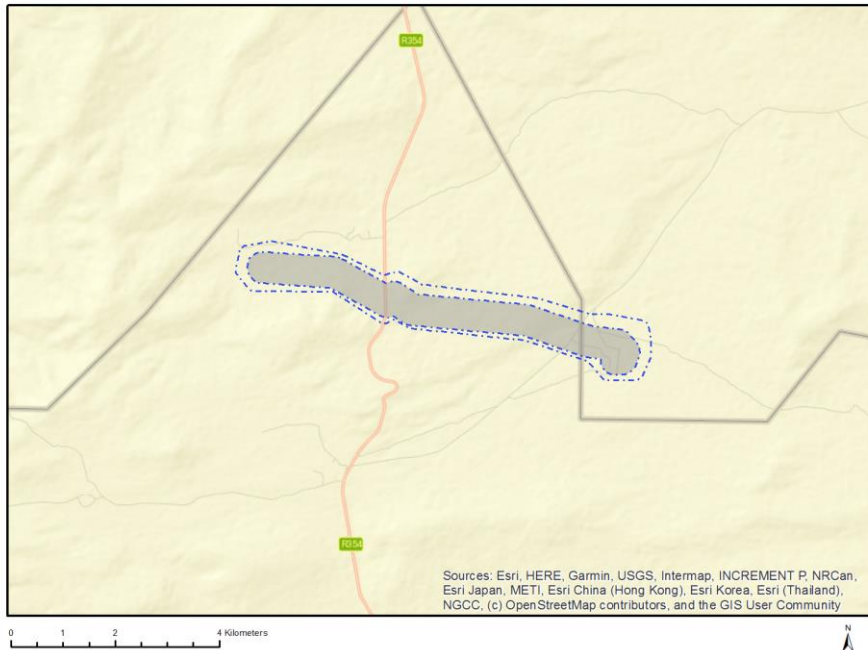 R354
R354
Sources: Esri, HERE, Garmin, USGS, Intermap, INCREMENT P, NRCan,
Esri Japan, METI, Esri China (Hong Kong), Esri Korea, Esri (Thailand),
NGCC, (c) OpenStreetMap contributors, and the GIS User Community
0 1 2 4 Kilometers
N